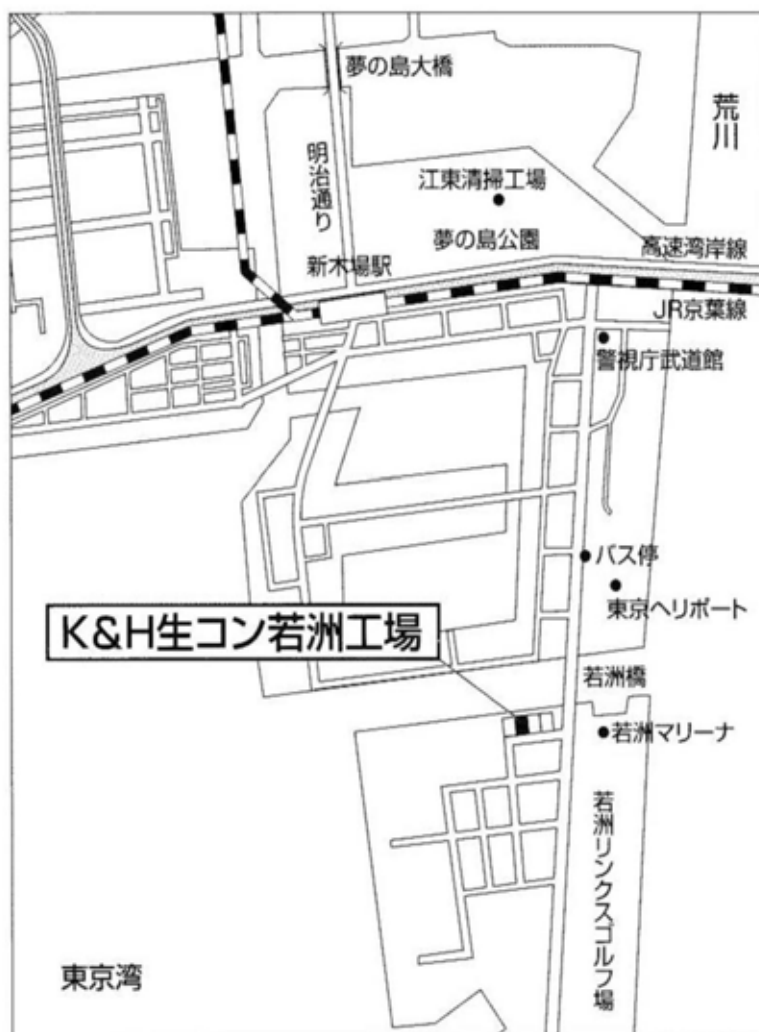 夢の島大橋
荒川
明治通り
江東清掃工場
夢の島公園
高速湾岸線
新木場駅
JR京葉線
警視庁武道館
バス停
東京ヘリポート
K&H生コン若洲工場
若洲橋
若洲マリーナ
若洲リンクスゴルフ場
東京湾